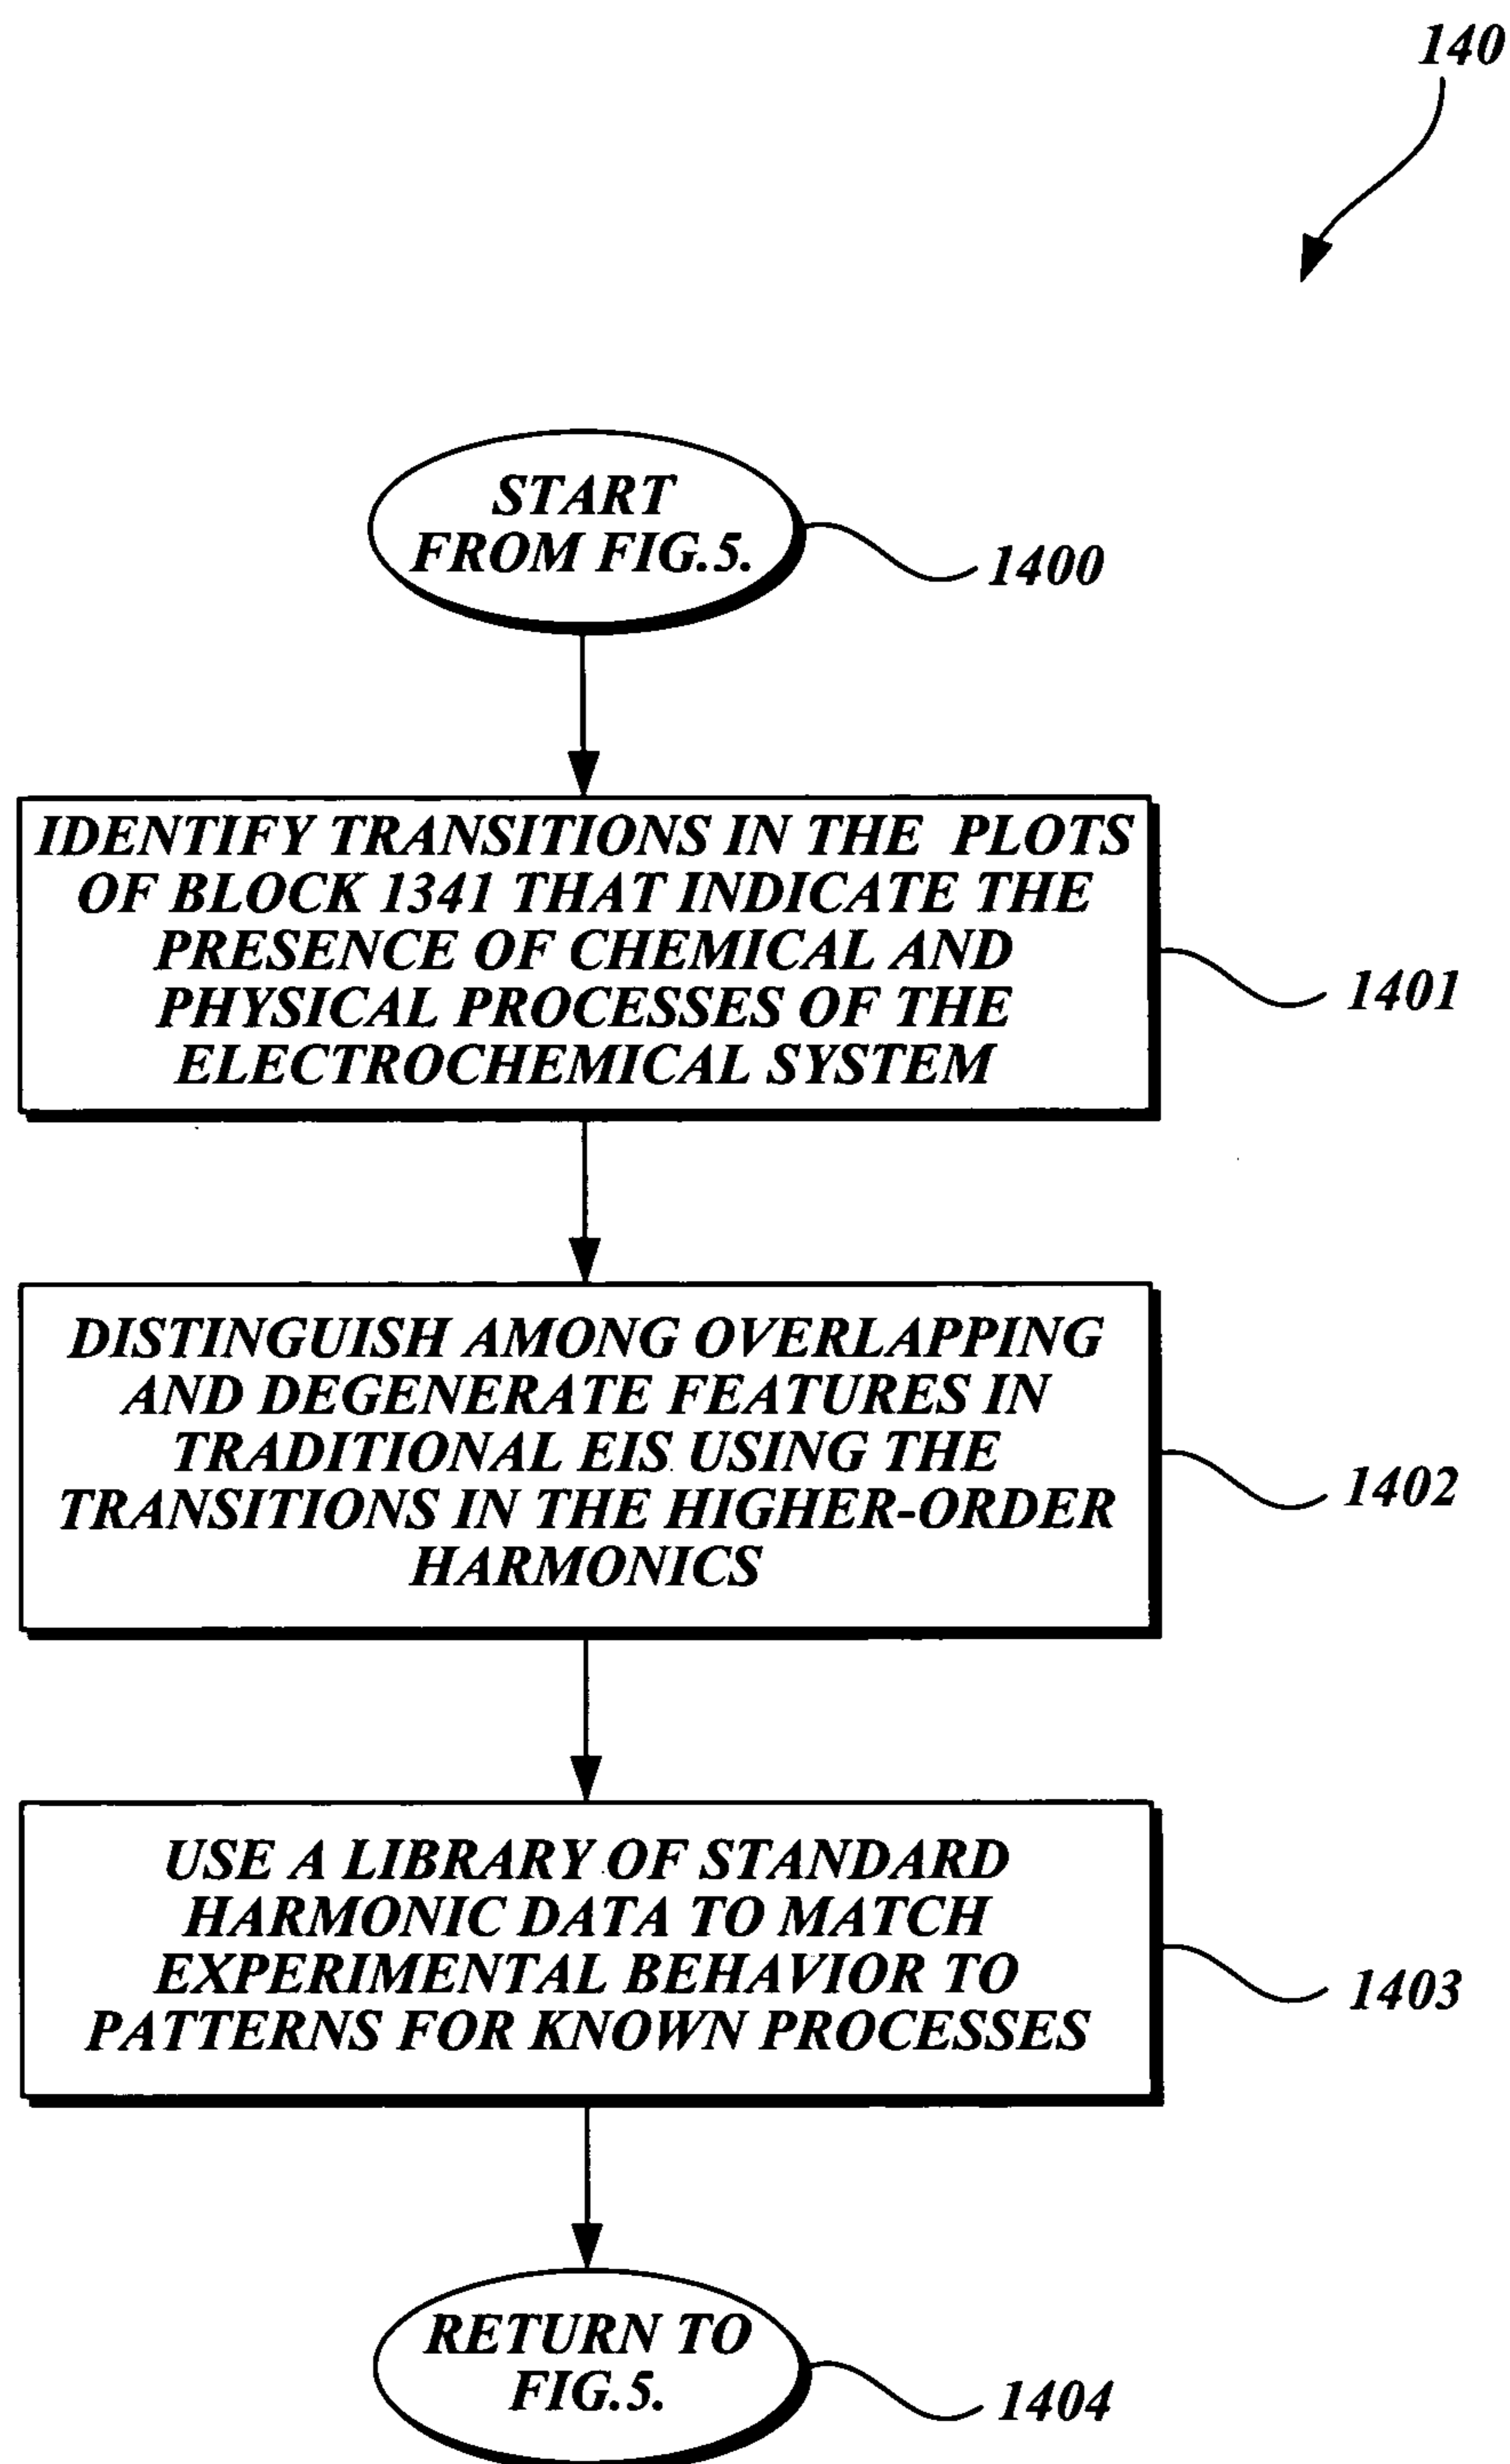 140
START
FROM FIG.5.
1400
IDENTIFY TRANSITIONS IN THE PLOTS
OF BLOCK 1341 THAT INDICATE THE
PRESENCE OF CHEMICAL AND
PHYSICAL PROCESSES OF THE
ELECTROCHEMICAL SYSTEM
1401
DISTINGUISH AMONG OVERLAPPING
AND DEGENERATE FEATURES IN
TRADITIONAL EIS USING THE
TRANSITIONS IN THE HIGHER-ORDER
HARMONICS
1402
USE A LIBRARY OF STANDARD
HARMONIC DATA TO MATCH
EXPERIMENTAL BEHAVIOR TO
PATTERNS FOR KNOWN PROCESSES
1403
RETURN TO
FIG.5.
1404